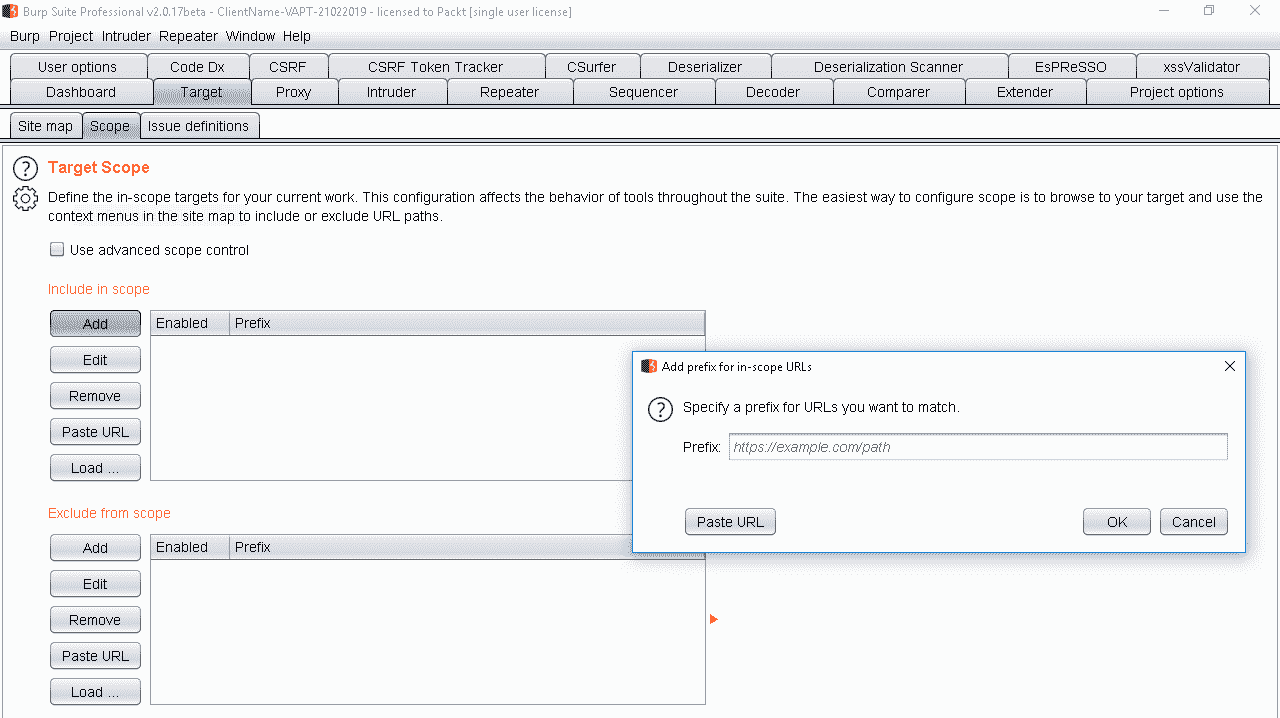 Burp Suite Professional v2.0.17beta - ClientName-VAPT-21022019 - licensed to Packt [single user license]
Burp Project Intruder Repeater Window Help
User options Code Dx CSRF CSRF Token Tracker CSurfer Deserializer Deserialization Scanner EsPReSSO xssValidator
Dashboard Target Proxy Intruder Repeater Sequencer Decoder Comparer Extender Project options
Site map Scope Issue definitions
? Target Scope
Define the in-scope targets for your current work. This configuration affects the behavior of tools throughout the suite. The easiest way to configure scope is to browse to your target and use the
context menus in the site map to include or exclude URL paths.
Use advanced scope control
Include in scope
Add Enabled Prefix
Edit
Remove
Paste URL
Load ...
Add prefix for in-scope URLs
? Specify a prefix for URLs you want to match.
Prefix: https://example.com/path
Paste URL OK Cancel
Exclude from scope
Add Enabled Prefix
Edit
Remove
Paste URL
Load ...